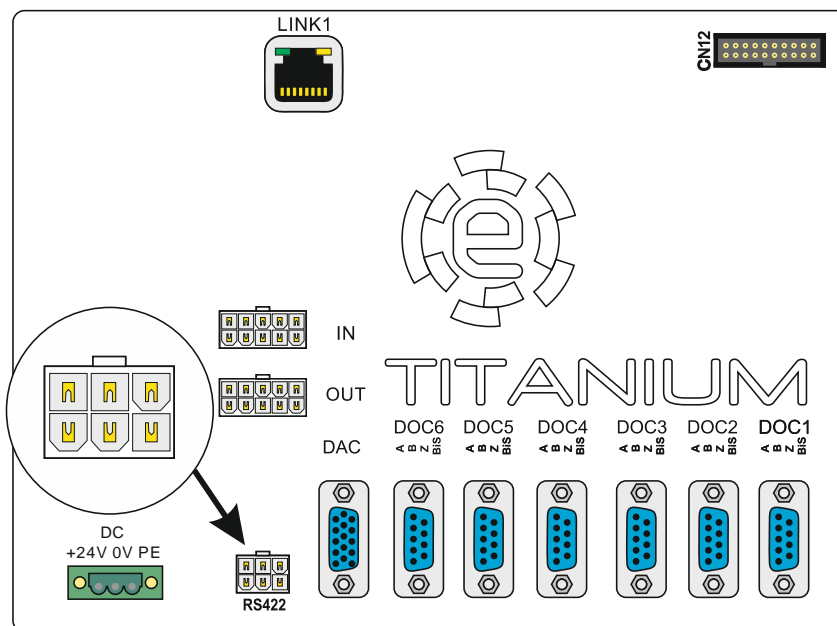 LINK1
CN12
IN
OUT
TITANIUM
DAC
DOC6
A B Z BiS
DOC5
A B Z BiS
DOC4
A B Z BiS
DOC3
A B Z BiS
DOC2
A B Z BiS
DOC1
A B Z BiS
DC
+24V 0V PE
RS422
e